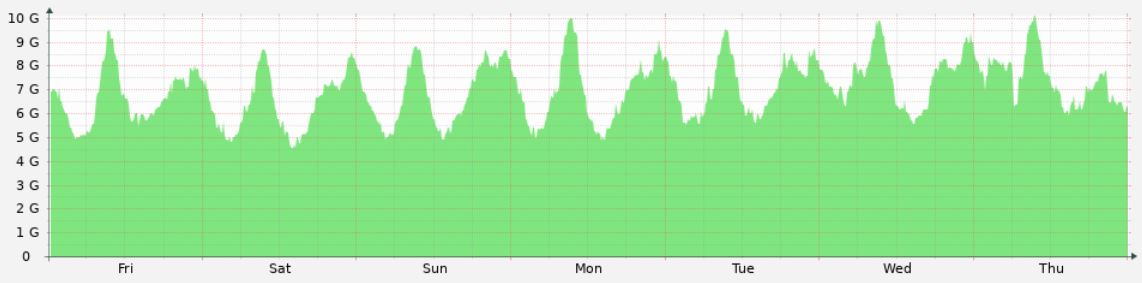 10 G
9 G
8 G
7 G
6 G
5 G
4 G
3 G
2 G
1 G
0
Fri Sat Sun Mon Tue Wed Thu